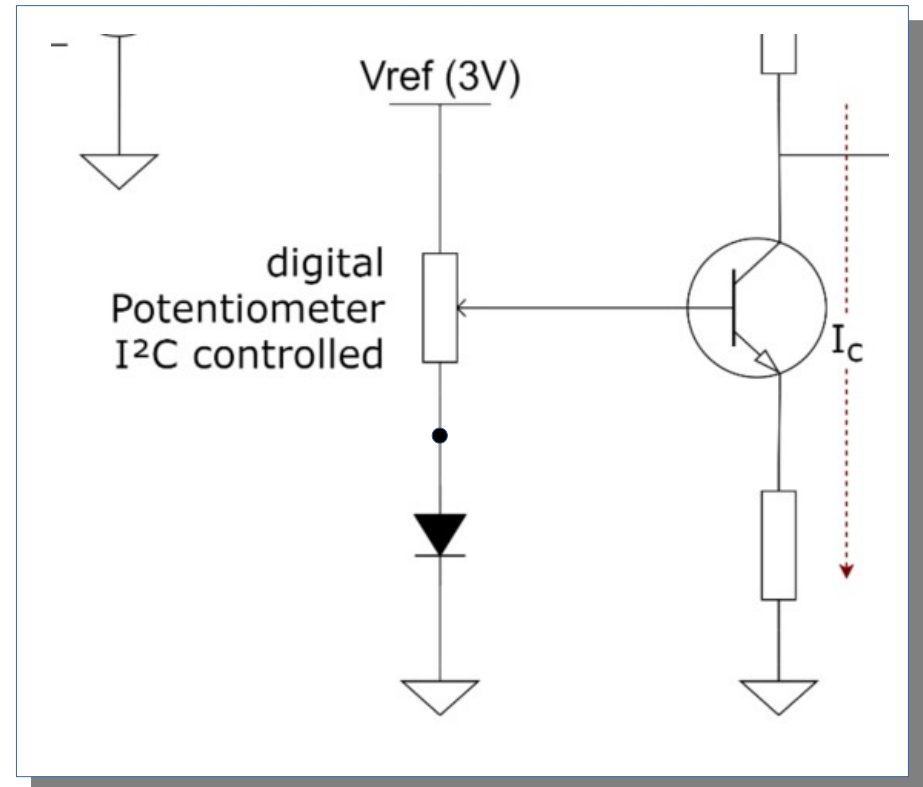 Vref (3V)
digital
Potentiometer
I²C controlled
I_C